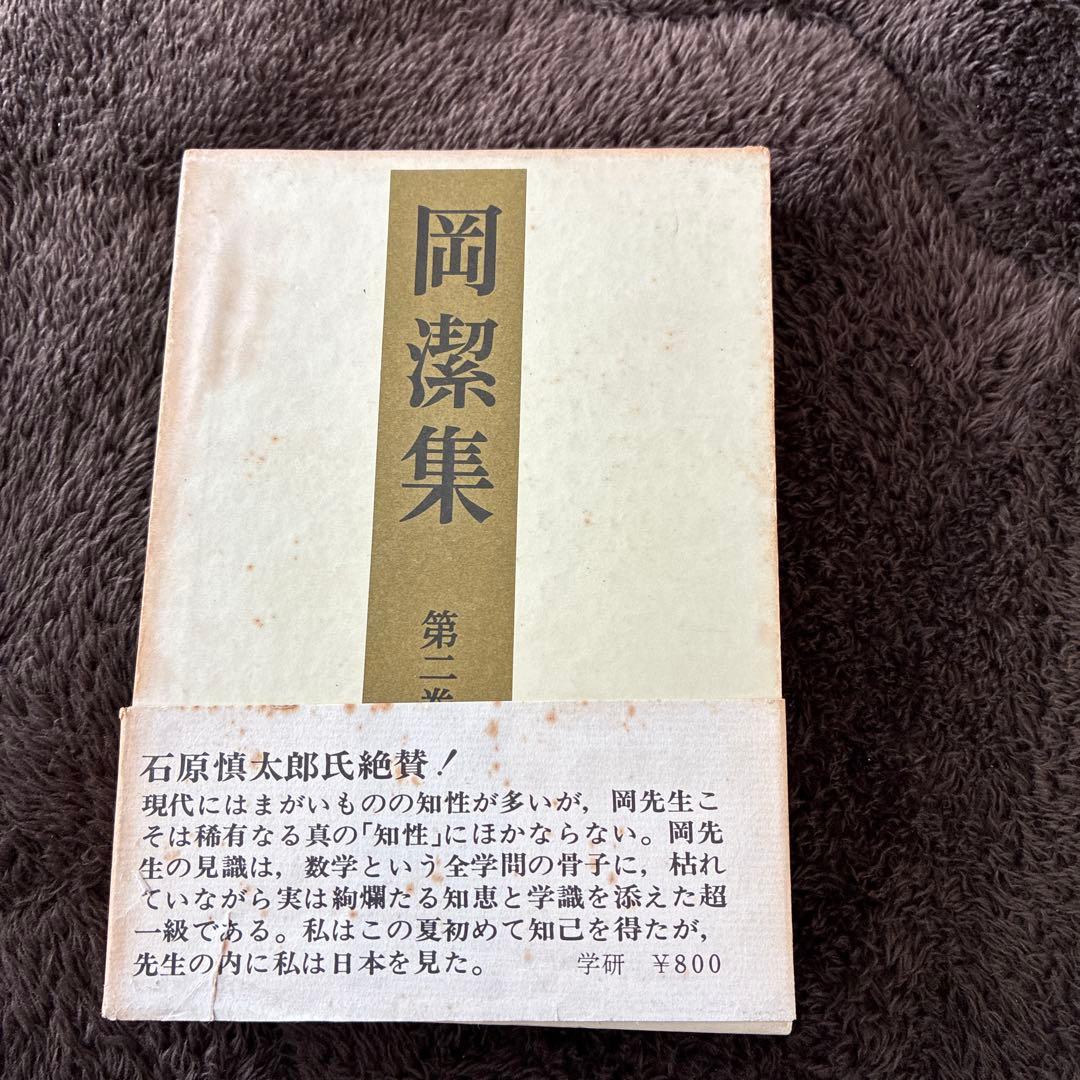 岡潔集
第二巻
石原慎太郎氏絶賛!
現代にはまがいものの知性が多いが,岡先生こ
そは稀有なる真の「知性」にほかならない。岡先
生の見識は,数学という全学問の骨子に,枯れ
ていながら実は絢爛たる知恵と学識を添えた超
一級である。私はこの夏初めて知己を得たが,
先生の内に私は日本を見た。 学研 ¥800